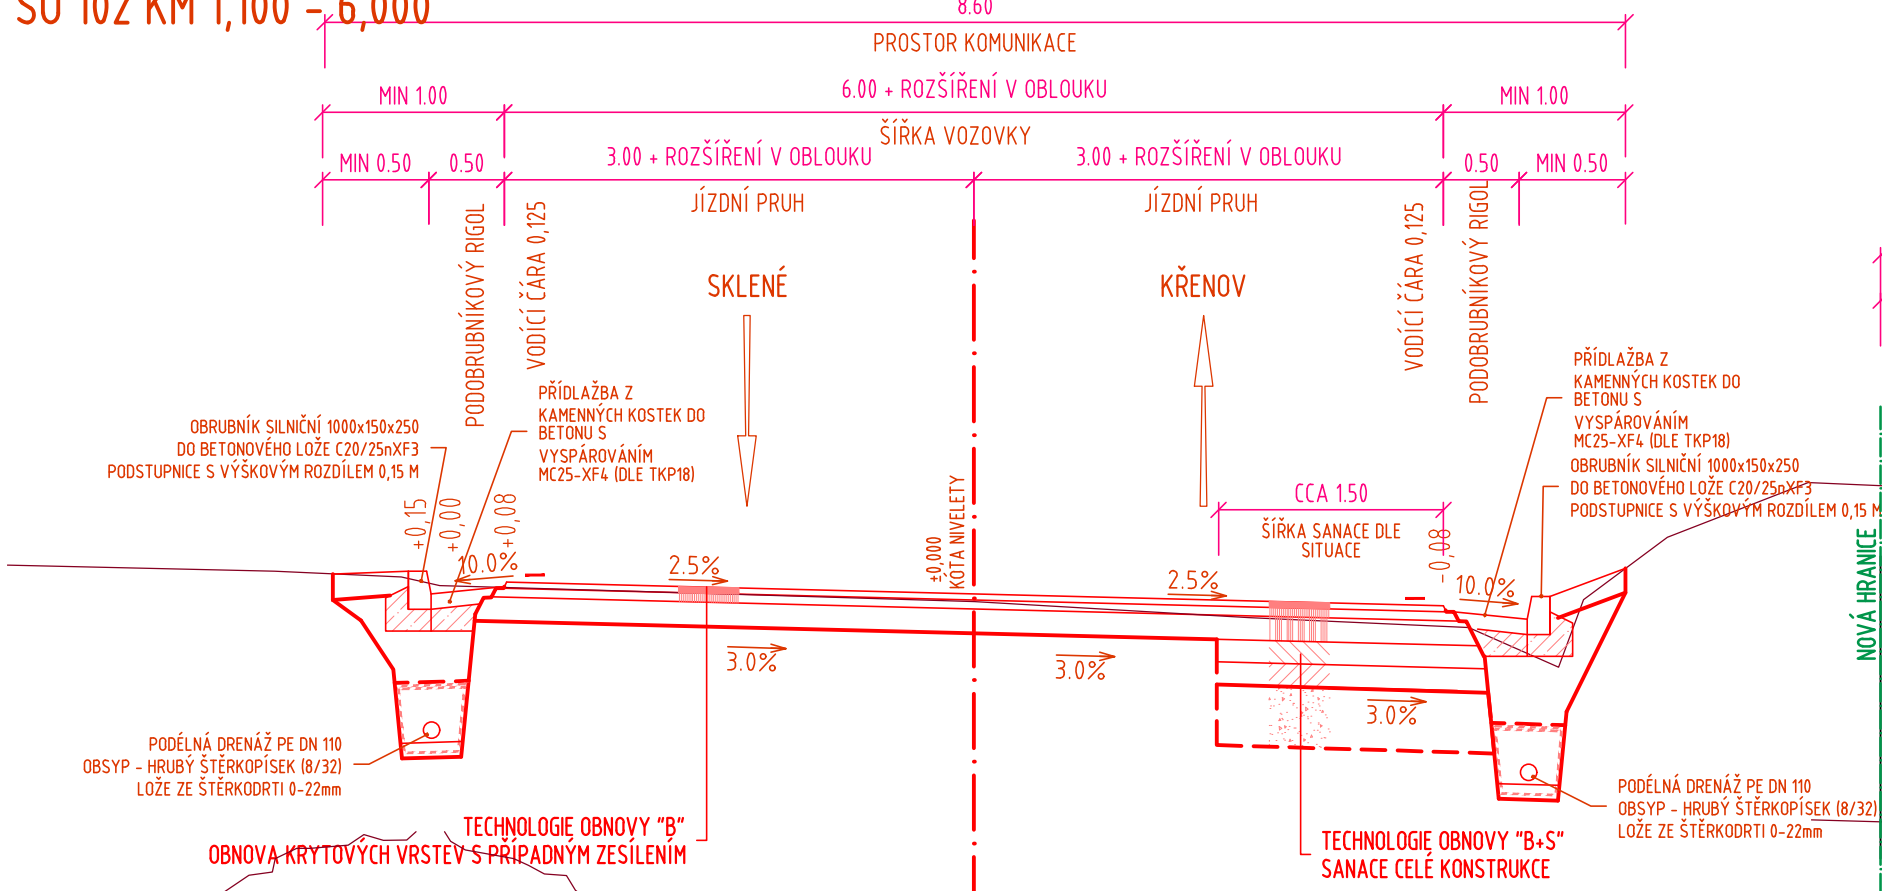 SO 102 KM 1,100 - 6,000
8.60
PROSTOR KOMUNIKACE
MIN 1.00
6.00 + ROZŠÍŘENÍ V OBLOUKU
MIN 1.00
ŠÍŘKA VOZOVKY
MIN 0.50
0.50
3.00 + ROZŠÍŘENÍ V OBLOUKU
3.00 + ROZŠÍŘENÍ V OBLOUKU
0.50
MIN 0.50
JÍZDNÍ PRUH
JÍZDNÍ PRUH
PODOBRUBNÍKOVÝ RIGOL
VODÍCÍ ČÁRA 0,125
VODÍCÍ ČÁRA 0,125
PODOBRUBNÍKOVÝ RIGOL
SKLENÉ
KŘENOV
OBRUBNÍK SILNIČNÍ 1000x150x250
DO BETONOVÉHO LOŽE C20/25nXF3
PODSTUPNICE S VÝŠKOVÝM ROZDÍLEM 0,15 M
PŘÍDLAŽBA Z
KAMENNÝCH KOSTEK DO
BETONU S
VYSPÁROVÁNÍM
MC25-XF4 (DLE TKP18)
PŘÍDLAŽBA Z
KAMENNÝCH KOSTEK DO
BETONU S
VYSPÁROVÁNÍM
MC25-XF4 (DLE TKP18)
OBRUBNÍK SILNIČNÍ 1000x150x250
DO BETONOVÉHO LOŽE C20/25nXF3
PODSTUPNICE S VÝŠKOVÝM ROZDÍLEM 0,15 M
+0,15
+0,00
+0,08
±0,000
KÓTA NIVELETY
CCA 1.50
ŠÍŘKA SANACE DLE
SITUACE
-0,08
10.0%
2.5%
2.5%
10.0%
3.0%
3.0%
3.0%
NOVÁ HRANICE
PODÉLNÁ DRENÁŽ PE DN 110
OBSYP - HRUBÝ ŠTĚRKOPÍSEK (8/32)
LOŽE ZE ŠTĚRKODRTI 0-22mm
PODÉLNÁ DRENÁŽ PE DN 110
OBSYP - HRUBÝ ŠTĚRKOPÍSEK (8/32)
LOŽE ZE ŠTĚRKODRTI 0-22mm
TECHNOLOGIE OBNOVY "B"
OBNOVA KRYTOVÝCH VRSTEV S PŘÍPADNÝM ZESÍLENÍM
TECHNOLOGIE OBNOVY "B+S"
SANACE CELÉ KONSTRUKCE